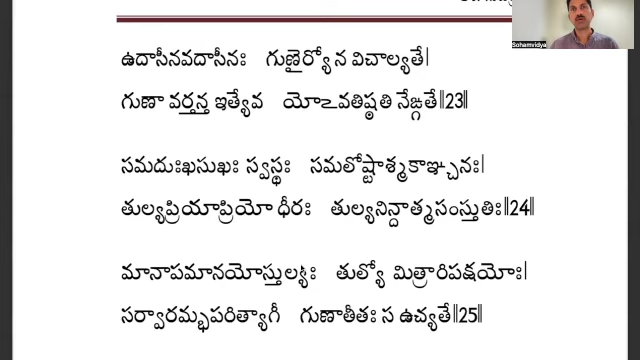 Sohamvidya
ఉదాసీనవదాసీనః గుణైర్యో న విచాల్యతే|
గుణా వర్తన్త ఇత్యేవ యోఽవతిష్ఠతి నేఙ్గతే||23||
సమదుఃఖసుఖః స్వస్థః సమలోష్టాశ్మకాఞ్చనః|
తుల్యప్రియాప్రియో ధీరః తుల్యనిన్దాత్మసంస్తుతిః||24||
మానాపమానయోస్తుల్యః తుల్యో మిత్రారిపక్షయోః|
సర్వారమ్భపరిత్యాగీ గుణాతీతః స ఉచ్యతే||25||